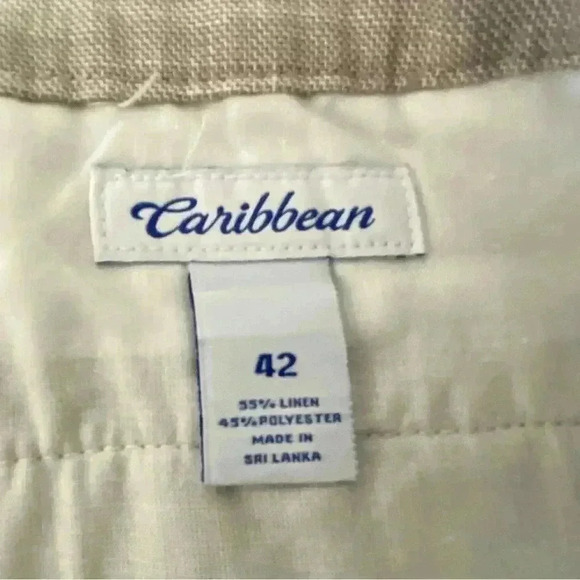 Caribbean
42
55% LINEN
45% POLYESTER
MADE IN
SRI LANKA